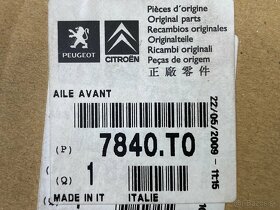 Pièces d'origine
Original parts
Recambios originales
Originalteile
Ricambi originali
Peças de origem
正廠零件
PEUGEOT
CITROËN
AILE AVANT
22/05/2009 - 11:15
(P) 7840.T0
(Q) 1
MADE IN IT ITALIE